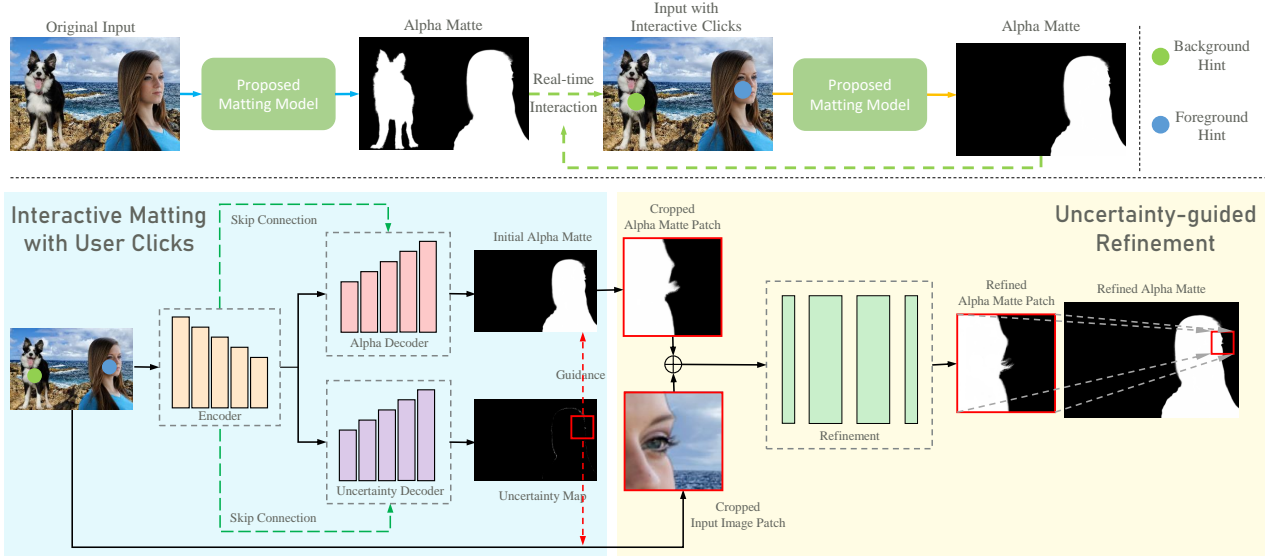 Original Input
Alpha Matte
Input with
Interactive Clicks
Alpha Matte
Proposed
Matting Model
Real-time
Interaction
Proposed
Matting Model
Background
Hint
Foreground
Hint
Interactive Matting
with User Clicks
Skip Connection
Encoder
Alpha Decoder
Uncertainty Decoder
Skip Connection
Initial Alpha Matte
Guidance
Uncertainty Map
Uncertainty-guided
Refinement
Cropped
Alpha Matte Patch
Cropped
Input Image Patch
Refinement
Refined
Alpha Matte Patch
Refined Alpha Matte